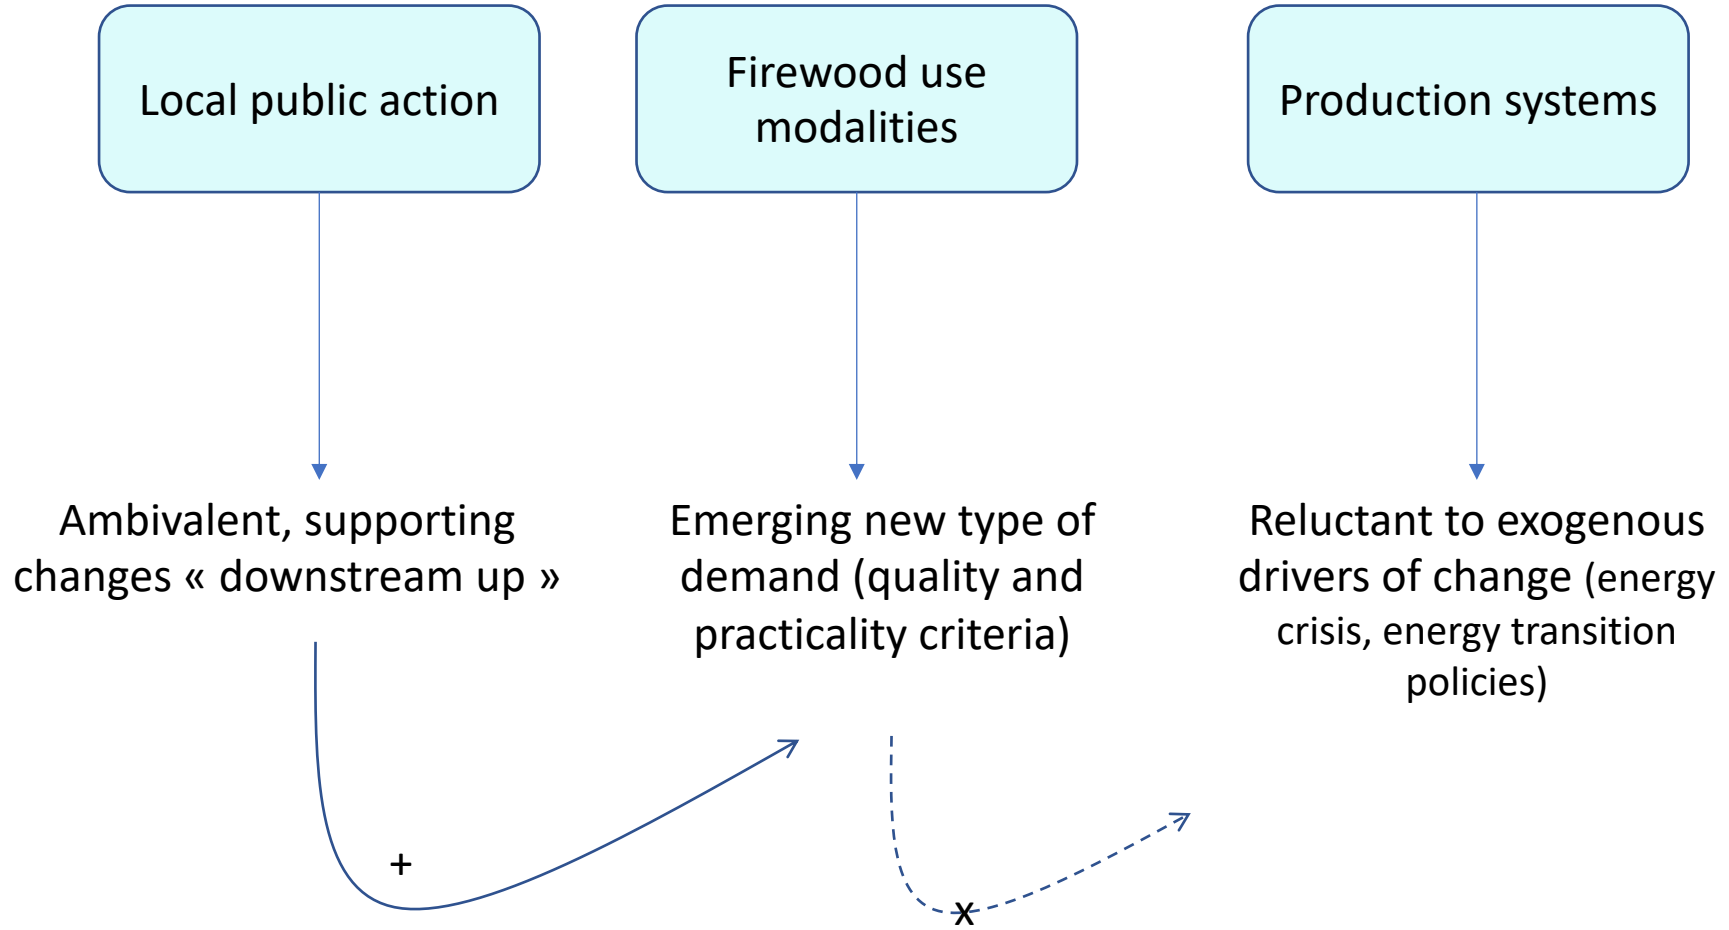 Local public action
Firewood use
modalities
Production systems
Ambivalent, supporting
changes « downstream up »
Emerging new type of
demand (quality and
practicality criteria)
Reluctant to exogenous
drivers of change (energy
crisis, energy transition
policies)
+
x